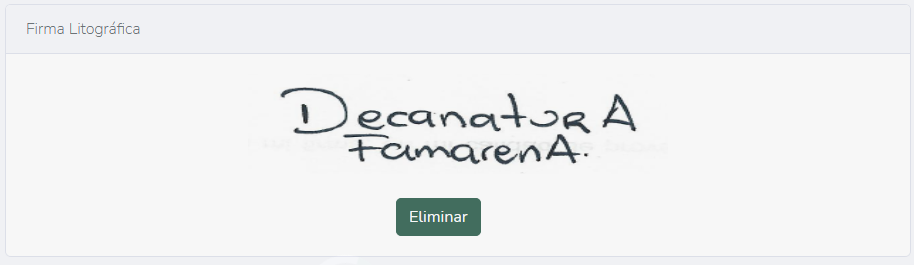 Firma Litográfica
DecanaturA
FamarenA.
Eliminar